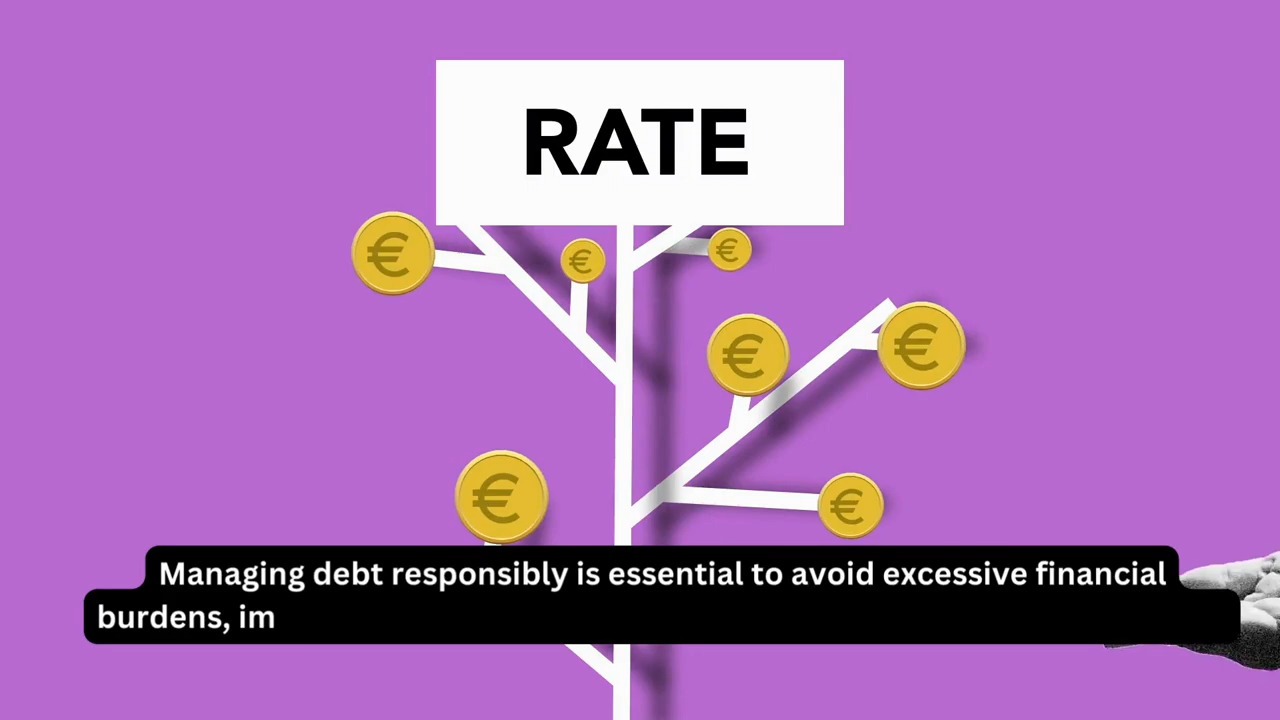 RATE
€
€
€
€
€
€
€
Managing debt responsibly is essential to avoid excessive financial
burdens, im